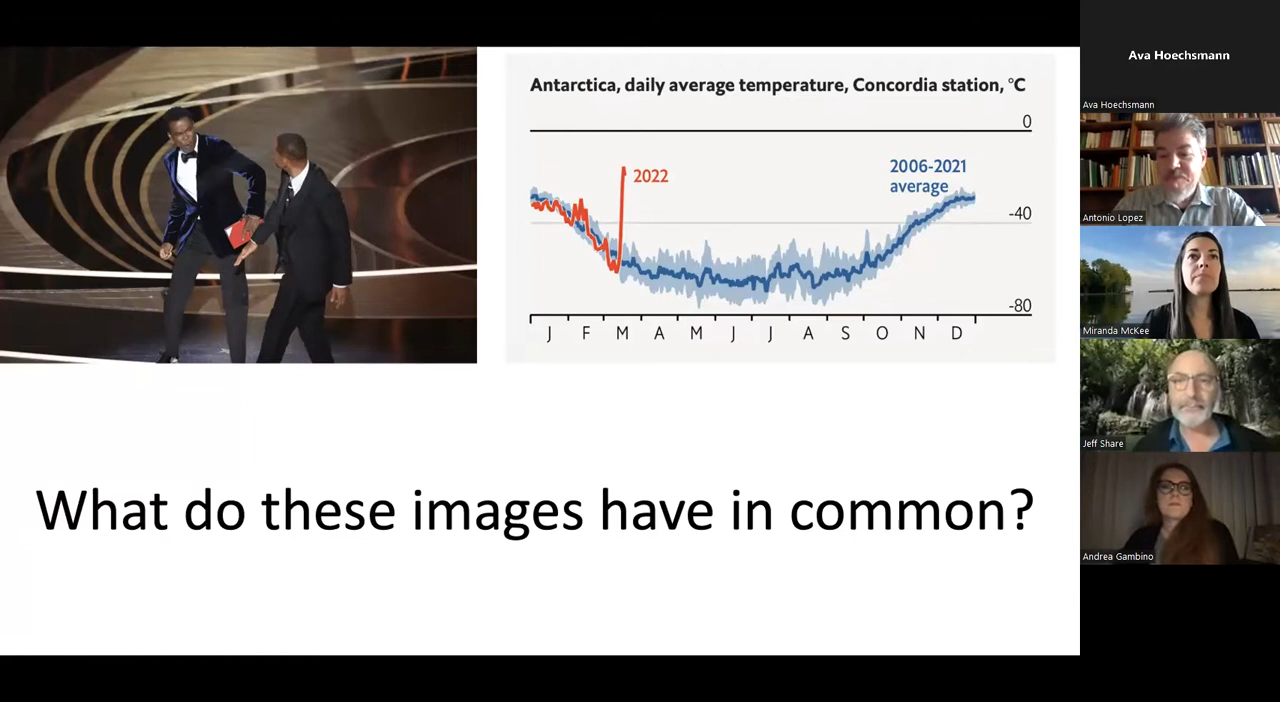 Antarctica, daily average temperature, Concordia station, °C
0
2022
2006-2021
average
-40
-80
J F M A M J J A S O N D
What do these images have in common?
Ava Hoechsmann
Ava Hoechsmann
Antonio Lopez
Miranda McKee
Jeff Share
Andrea Gambino